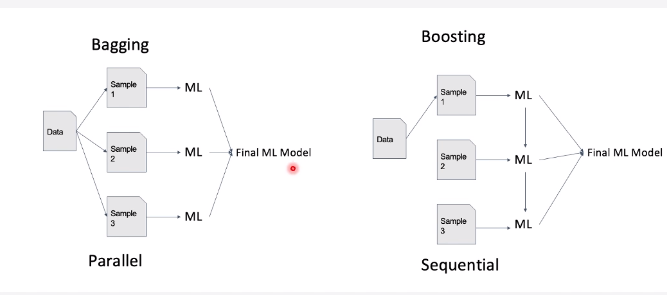 Bagging
Data
Sample
1
ML
Sample
2
ML
Sample
3
ML
Final ML Model
Parallel
Boosting
Data
Sample
1
ML
Sample
2
ML
Sample
3
ML
Final ML Model
Sequential